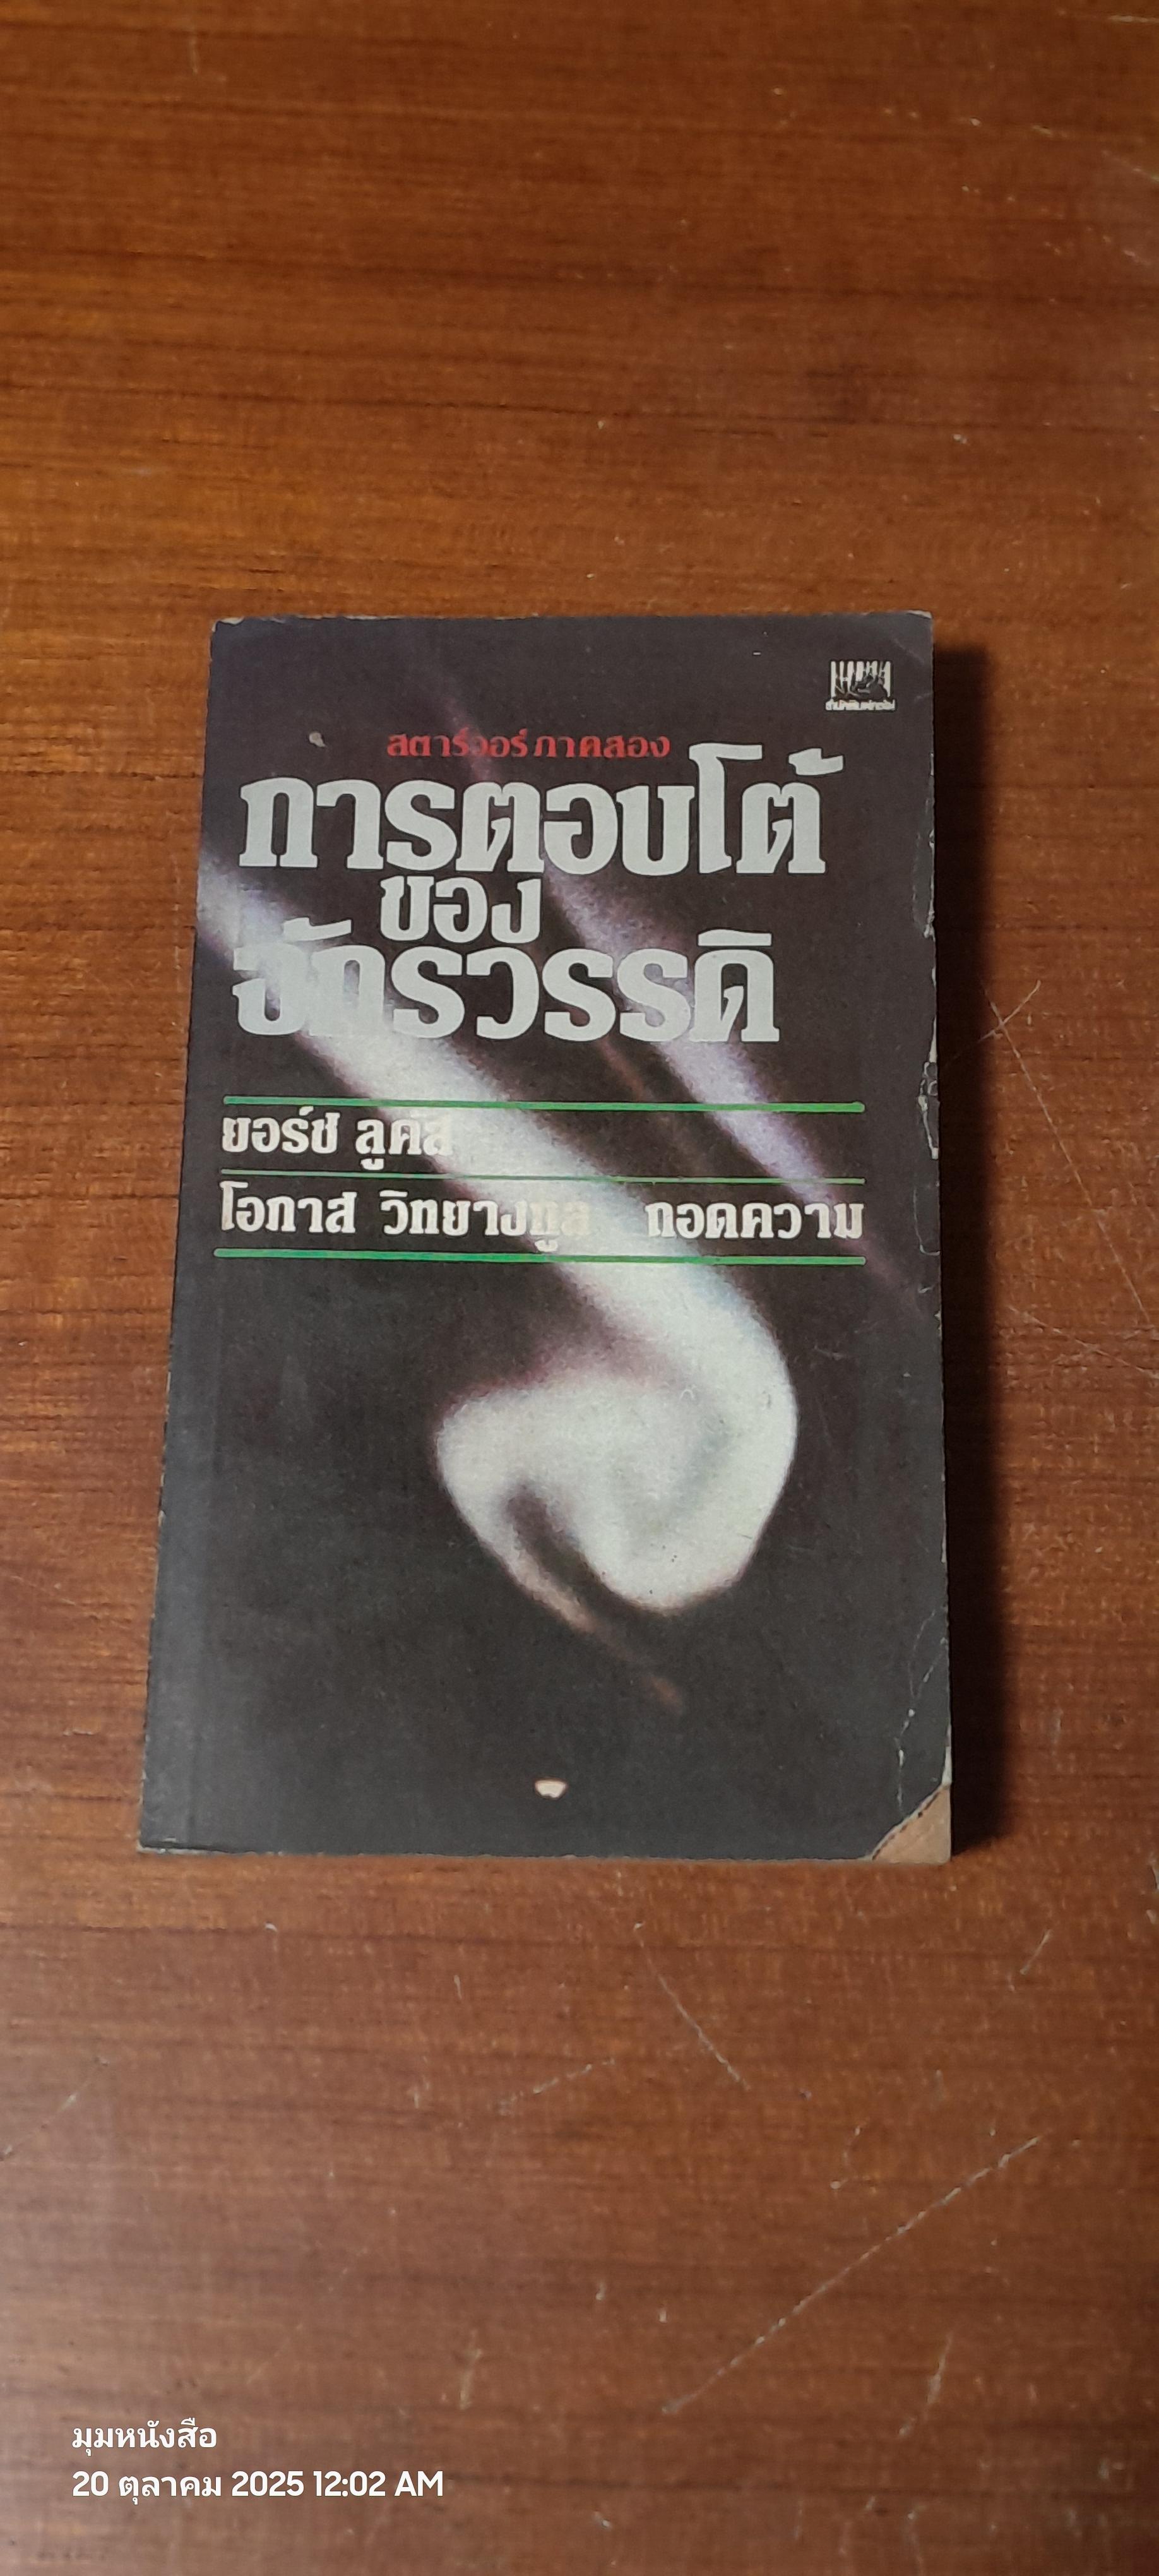 สตาร์วอร์ ภาคสอง
การตอบโต้
ของ
จักรวรรดิ
ยอร์ช ลูคัส
โอกาส วิทยางกูล ถอดความ
มุมหนังสือ
20 ตุลาคม 2025 12:02 AM